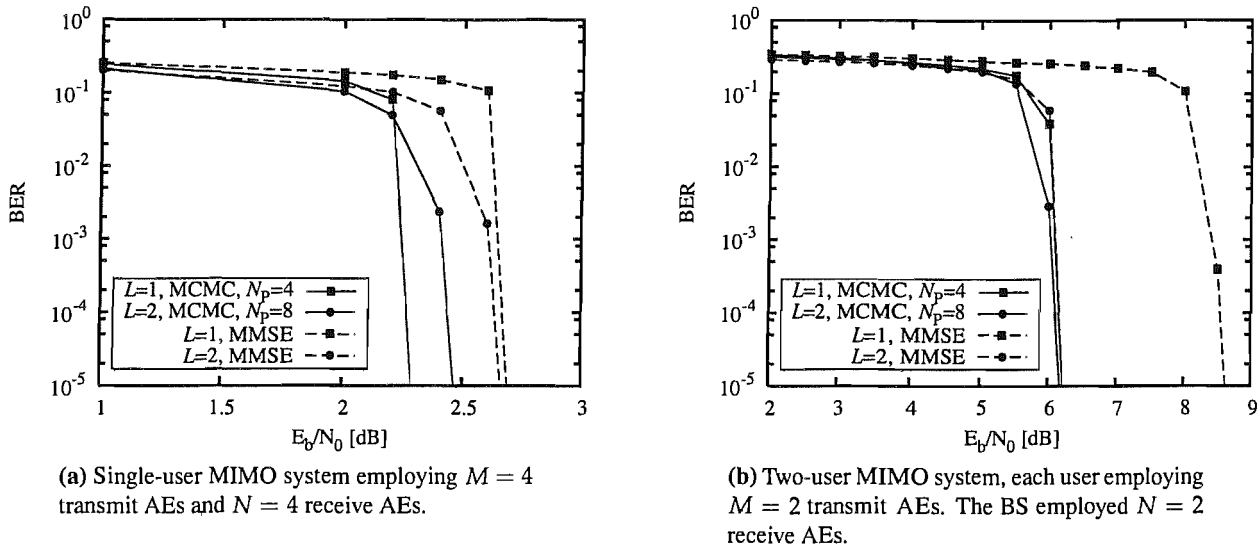 10⁰
10⁻¹
10⁻²
10⁻³
10⁻⁴
10⁻⁵
BER
L=1, MCMC, N_P=4
L=2, MCMC, N_P=8
L=1, MMSE
L=2, MMSE
1 1.5 2 2.5 3
E_b/N_0 [dB]
(a) Single-user MIMO system employing M = 4
transmit AEs and N = 4 receive AEs.
10⁰
10⁻¹
10⁻²
10⁻³
10⁻⁴
10⁻⁵
BER
L=1, MCMC, N_P=4
L=2, MCMC, N_P=8
L=1, MMSE
L=2, MMSE
2 3 4 5 6 7 8 9
E_b/N_0 [dB]
(b) Two-user MIMO system, each user employing
M = 2 transmit AEs. The BS employed N = 2
receive AEs.